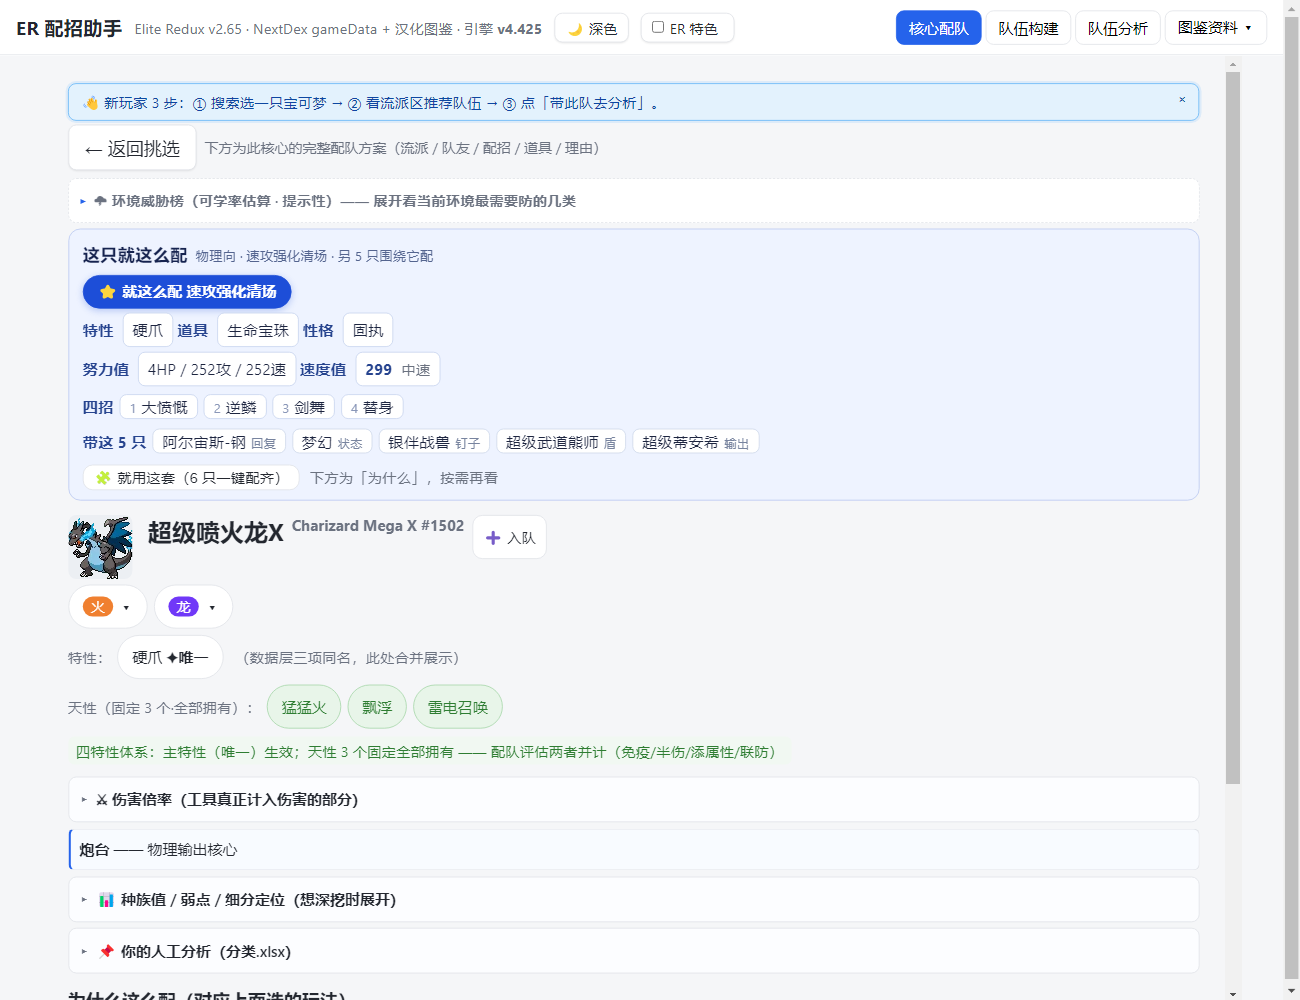 ER 配招助手 Elite Redux v2.65 · NextDex gameData + 汉化图鉴 · 引擎 v4.425 🌙 深色 ER 特色 核心配队 队伍构建 队伍分析 图鉴资料 ▾
👋 新玩家 3 步：① 搜索选一只宝可梦 → ② 看流派区推荐队伍 → ③ 点「带此队去分析」。 ×
← 返回挑选 下方为此核心的完整配队方案（流派 / 队友 / 配招 / 道具 / 理由）
▸ 🌩 环境威胁榜（可学率估算 · 提示性）—— 展开看当前环境最需要防的几类
这只就这么配 物理向 · 速攻强化清场 · 另 5 只围绕它配
⭐ 就这么配 速攻强化清场
特性 硬爪 道具 生命宝珠 性格 固执
努力值 4HP / 252攻 / 252速 速度值 299 中速
四招 1 大愤慨 2 逆鳞 3 剑舞 4 替身
带这 5 只 阿尔宙斯-钢 回复 梦幻 状态 银伴战兽 钉子 超级武道熊师 盾 超级蒂安希 输出
🧩 就用这套（6 只一键配齐） 下方为「为什么」，按需再看
超级喷火龙X Charizard Mega X #1502 ➕ 入队
火 ▾ 龙 ▾
特性： 硬爪 ✦唯一 （数据层三项同名，此处合并展示）
天性（固定 3 个·全部拥有）： 猛猛火 飘浮 雷电召唤
四特性体系：主特性（唯一）生效；天性 3 个固定全部拥有 —— 配队评估两者并计（免疫/半伤/添属性/联防）
▸ ⚔ 伤害倍率（工具真正计入伤害的部分）
炮台 —— 物理输出核心
▸ 📊 种族值 / 弱点 / 细分定位（想深挖时展开）
▸ 📌 你的人工分析（分类.xlsx）
为什么这么配（对应上面选的玩法）